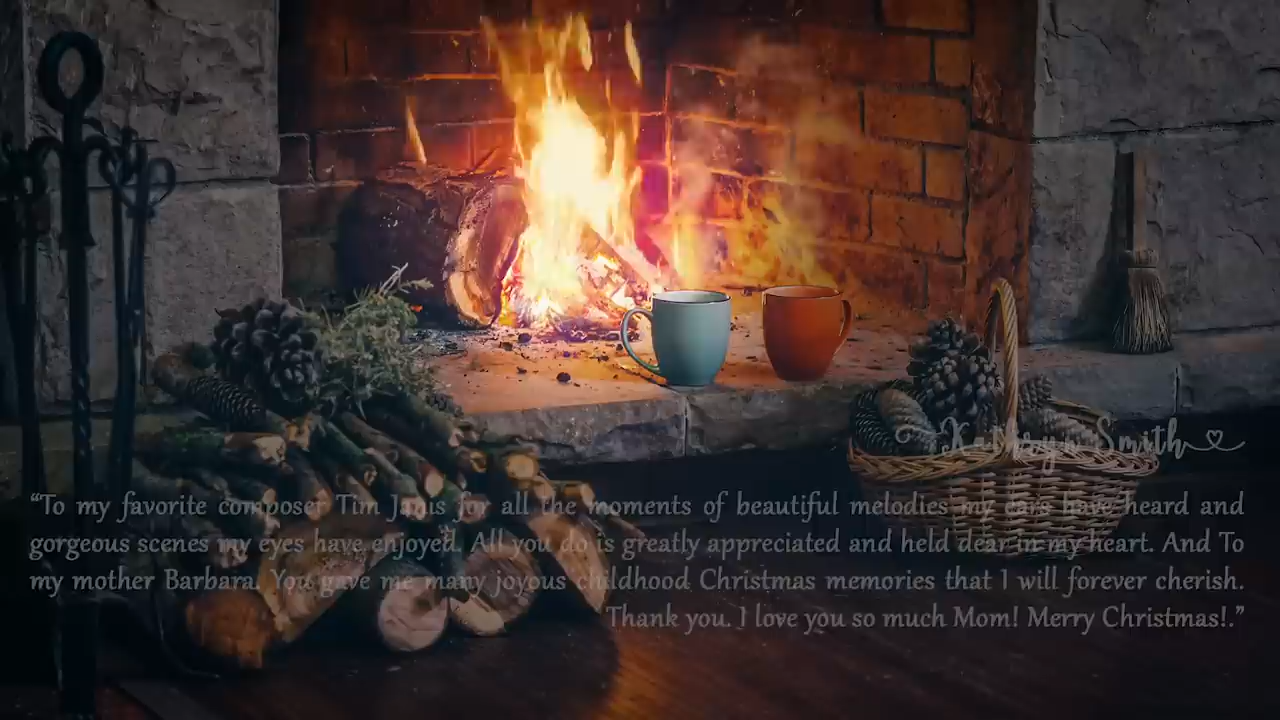 Kathryn Smith
“To my favorite composer Tim Janis for all the moments of beautiful melodies my ears have heard and
gorgeous scenes my eyes have enjoyed. All you do is greatly appreciated and held dear in my heart. And To
my mother Barbara. You gave me many joyous childhood Christmas memories that I will forever cherish.
Thank you. I love you so much Mom! Merry Christmas!.”